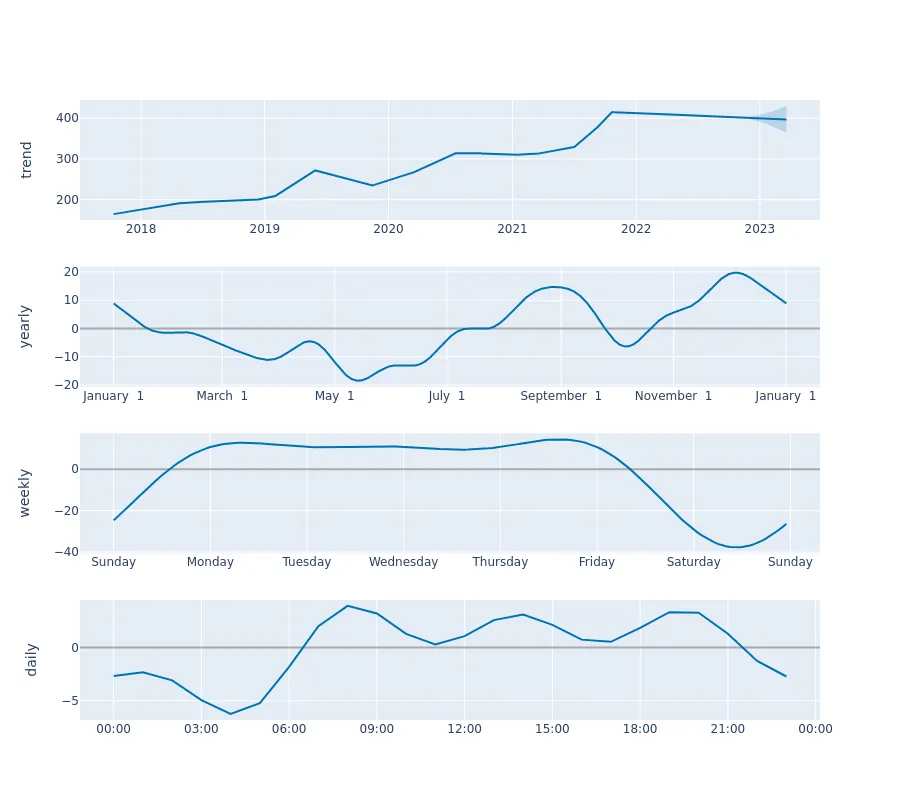 trend
400
300
200
2018 2019 2020 2021 2022 2023
yearly
20
10
0
−10
−20
January 1 March 1 May 1 July 1 September 1 November 1 January 1
weekly
0
−20
−40
Sunday Monday Tuesday Wednesday Thursday Friday Saturday Sunday
daily
0
−5
00:00 03:00 06:00 09:00 12:00 15:00 18:00 21:00 00:00